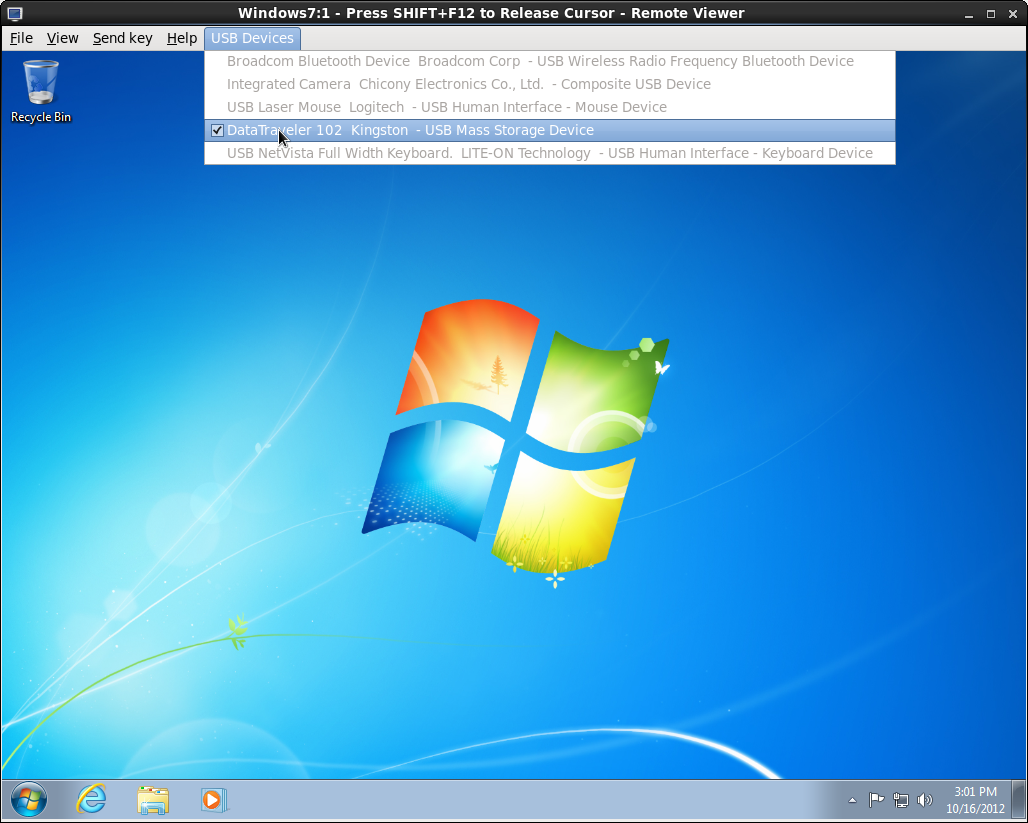 Windows7:1 - Press SHIFT+F12 to Release Cursor - Remote Viewer
File View Send key Help USB Devices
Broadcom Bluetooth Device  Broadcom Corp  - USB Wireless Radio Frequency Bluetooth Device
Integrated Camera  Chicony Electronics Co., Ltd.  - Composite USB Device
USB Laser Mouse  Logitech  - USB Human Interface - Mouse Device
DataTraveler 102  Kingston  - USB Mass Storage Device
USB NetVista Full Width Keyboard.  LITE-ON Technology  - USB Human Interface - Keyboard Device
Recycle Bin
3:01 PM
10/16/2012